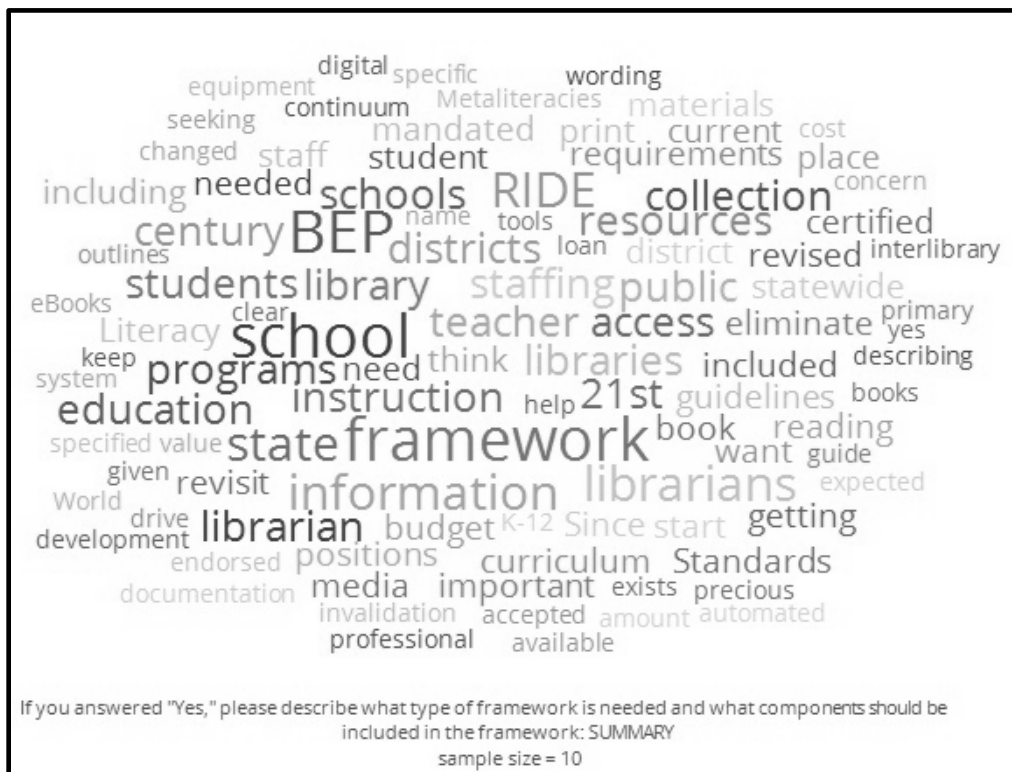 digital specific wording
equipment continuum Metaliteracies materials
seeking mandated print current cost
changed staff student requirements place
including needed schools RIDE collection concern
century BEP name tools resources certified
outlines districts loan district revised interlibrary
students library staffing public statewide
eBooks clear primary
Literacy school teacher access eliminate yes
keep programs need think libraries included describing
system
education instruction help 21st guidelines books
specified value state framework book reading
want guide
given revisit information librarians expected
World
drive librarian budget K-12 Since start getting
development
endorsed positions curriculum Standards
documentation media important exists precious
invalidation accepted amount automated
professional available
If you answered "Yes," please describe what type of framework is needed and what components should be
included in the framework: SUMMARY
sample size = 10